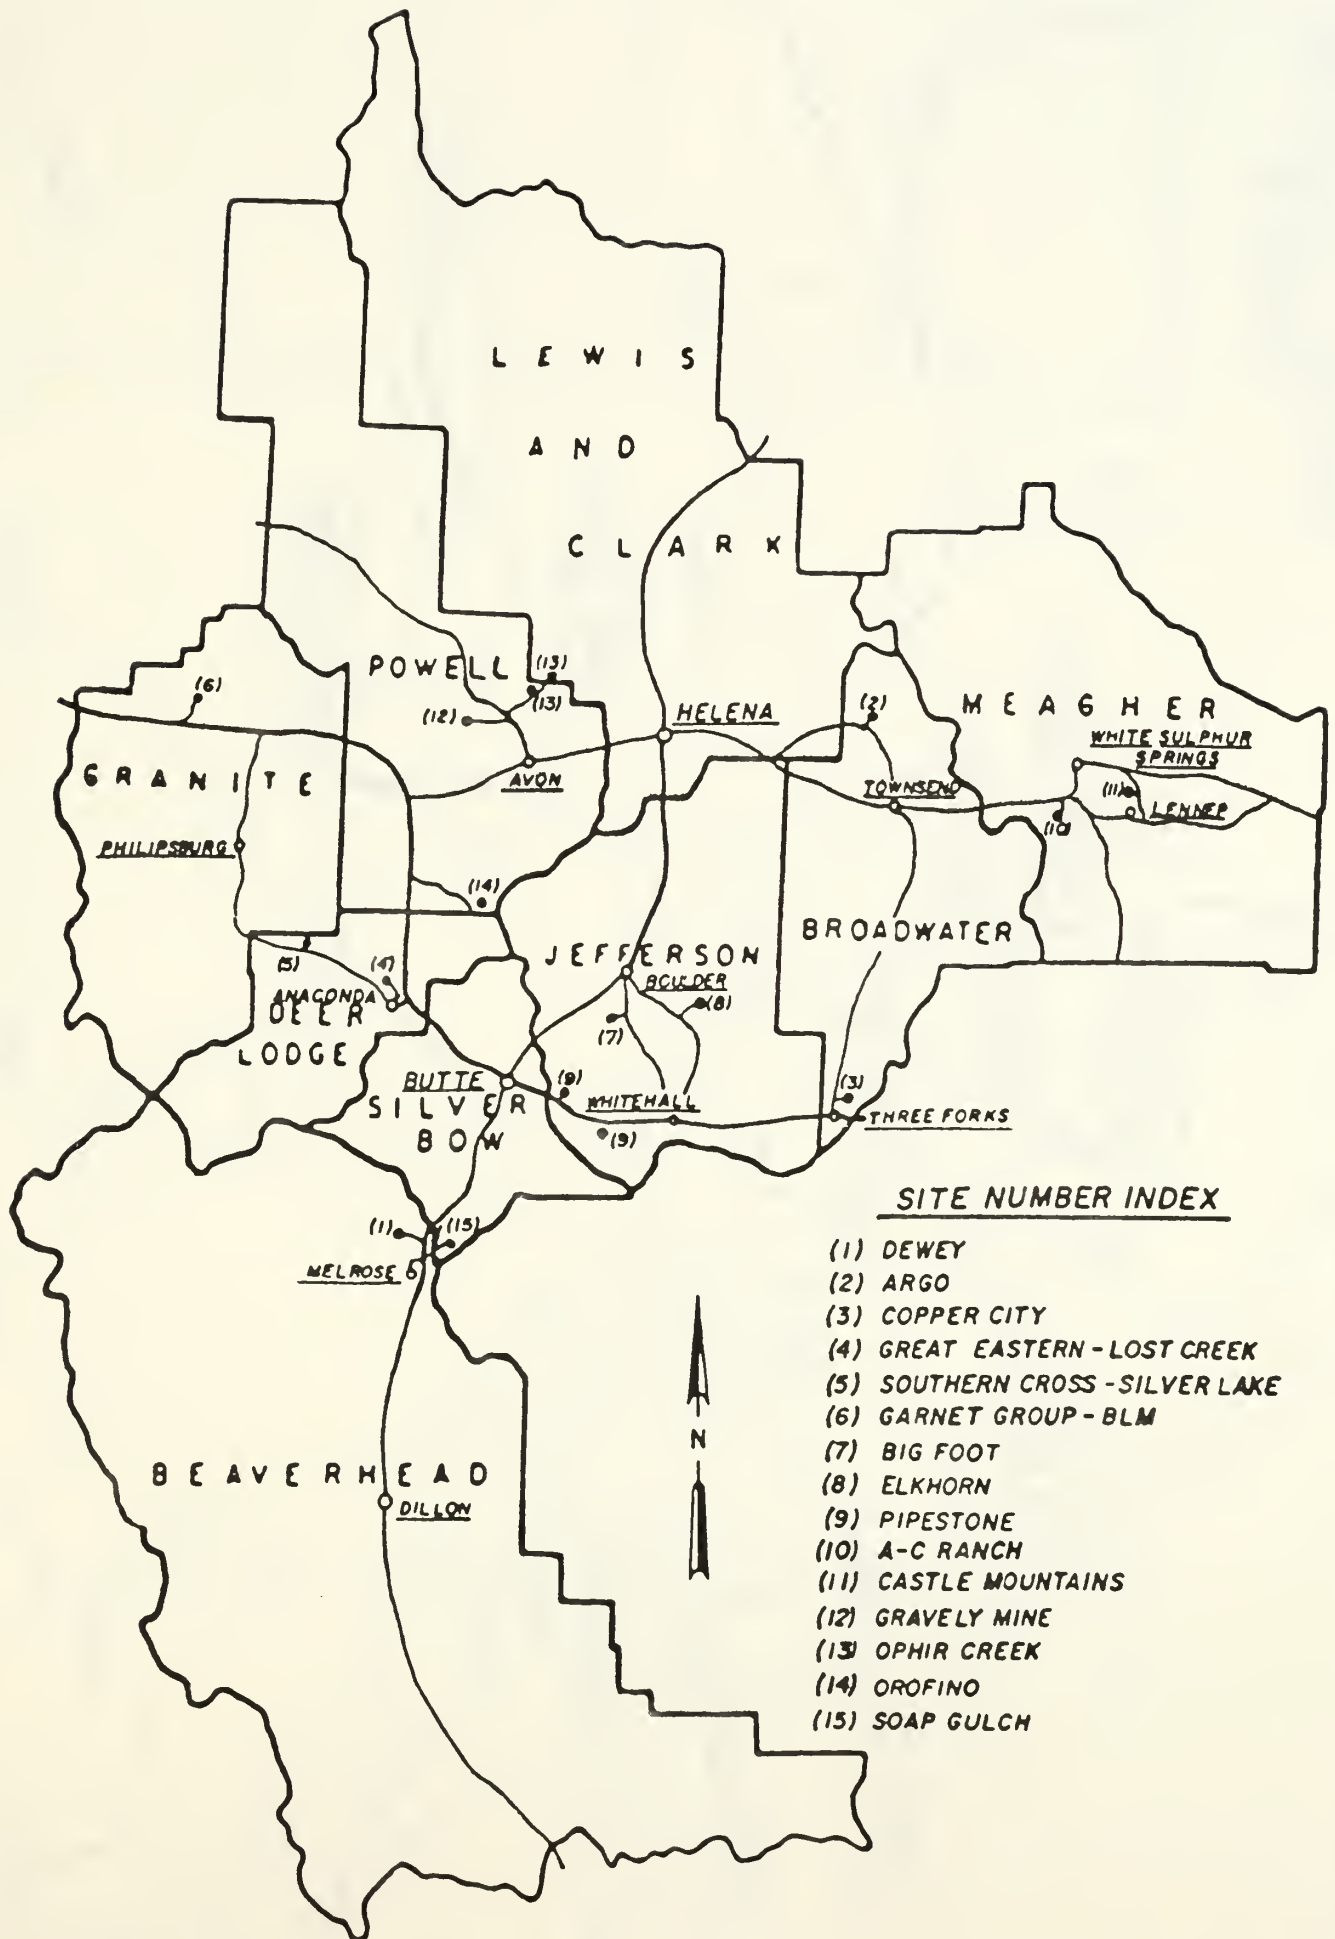 LEWIS
AND
CLARK
POWELL
(13)
(13)
(6)
(12)
HELENA
(2)
MEAGHER
WHITE SULPHUR
SPRINGS
GRANITE
AVON
TOWNSEND
(11)
LENNEP
(10)
PHILIPSBURG
(14)
BROADWATER
JEFFERSON
(5)
(4)
BOULDER
ANACONDA
(8)
DEER
LODGE
(7)
BUTTE
(9)
WHITEHALL
(3)
SILVER
BOW
(9)
THREE FORKS
(1)
(15)
MELROSE
BEAVERHEAD
DILLON
N
SITE NUMBER INDEX
(1) DEWEY
(2) ARGO
(3) COPPER CITY
(4) GREAT EASTERN - LOST CREEK
(5) SOUTHERN CROSS - SILVER LAKE
(6) GARNET GROUP - BLM
(7) BIG FOOT
(8) ELKHORN
(9) PIPESTONE
(10) A-C RANCH
(11) CASTLE MOUNTAINS
(12) GRAVELY MINE
(13) OPHIR CREEK
(14) OROFINO
(15) SOAP GULCH